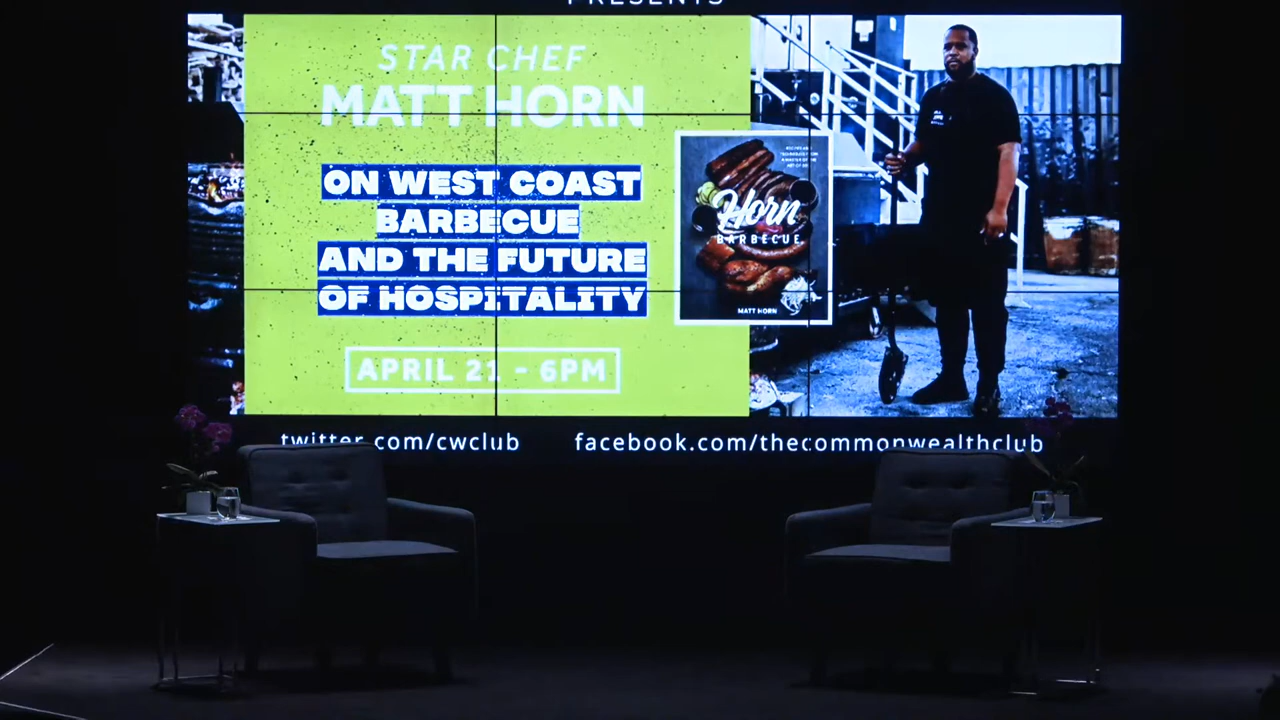 PRESENTS
STAR CHEF
MATT HORN
ON WEST COAST
BARBECUE
AND THE FUTURE
OF HOSPITALITY
APRIL 21 - 6PM
Horn
BARBECUE
MATT HORN
twitter.com/cwclub facebook.com/thecommonwealthclub